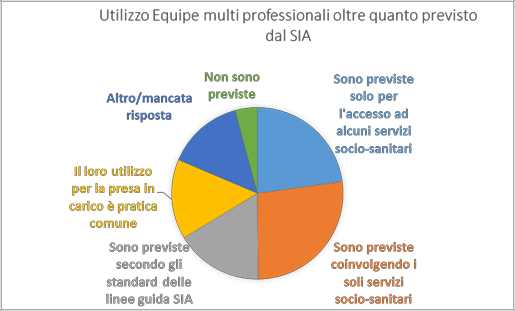 Utilizzo Equipe multi professionali oltre quanto previsto
dal SIA
Non sono
previste
Sono previste
solo per
l'accesso ad
alcuni servizi
socio-sanitari
Altro/mancata
risposta
Il loro utilizzo
per la presa in
carico è pratica
comune
Sono previste
secondo gli
standard delle
linee guida SIA
Sono previste
coinvolgendo i
soli servizi
socio-sanitari